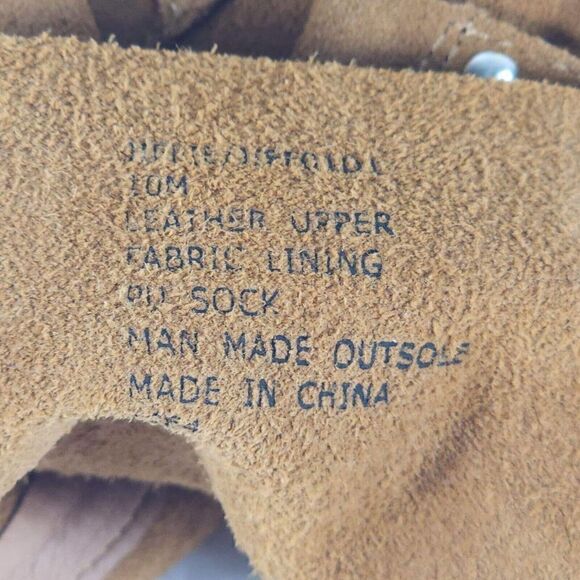 10M
LEATHER UPPER
FABRIC LINING
PU SOCK
MAN MADE OUTSOLE
MADE IN CHINA